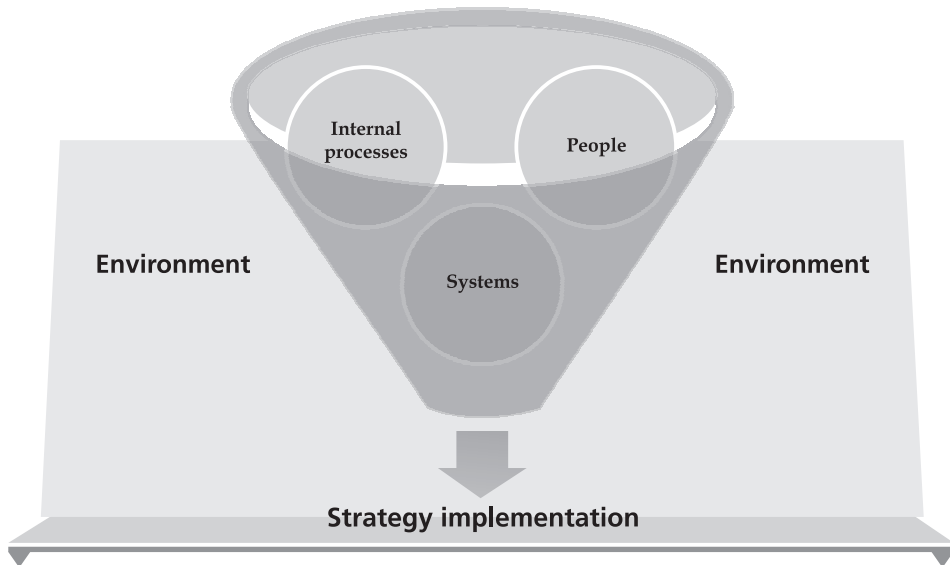 Internal
processes
People
Environment
Environment
Systems
Strategy implementation